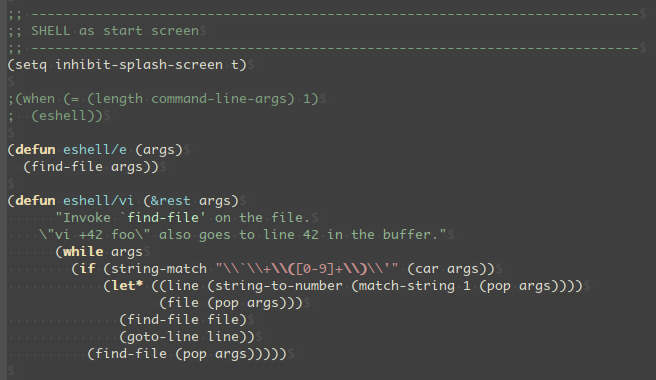 ;; ----------------------------------------------------------------------------$
;; SHELL as start screen$
;; ----------------------------------------------------------------------------$
(setq inhibit-splash-screen t)$
$
;(when (= (length command-line-args) 1)$
;  (eshell))$
$
(defun eshell/e (args)$
  (find-file args))$
$
(defun eshell/vi (&rest args)$
      "Invoke `find-file' on the file.$
    \"vi +42 foo\" also goes to line 42 in the buffer."$
      (while args$
        (if (string-match "\\`\\+\\([0-9]+\\)\\'" (car args))$
            (let* ((line (string-to-number (match-string 1 (pop args))))$
                   (file (pop args)))$
              (find-file file)$
              (goto-line line))$
          (find-file (pop args)))))$
$